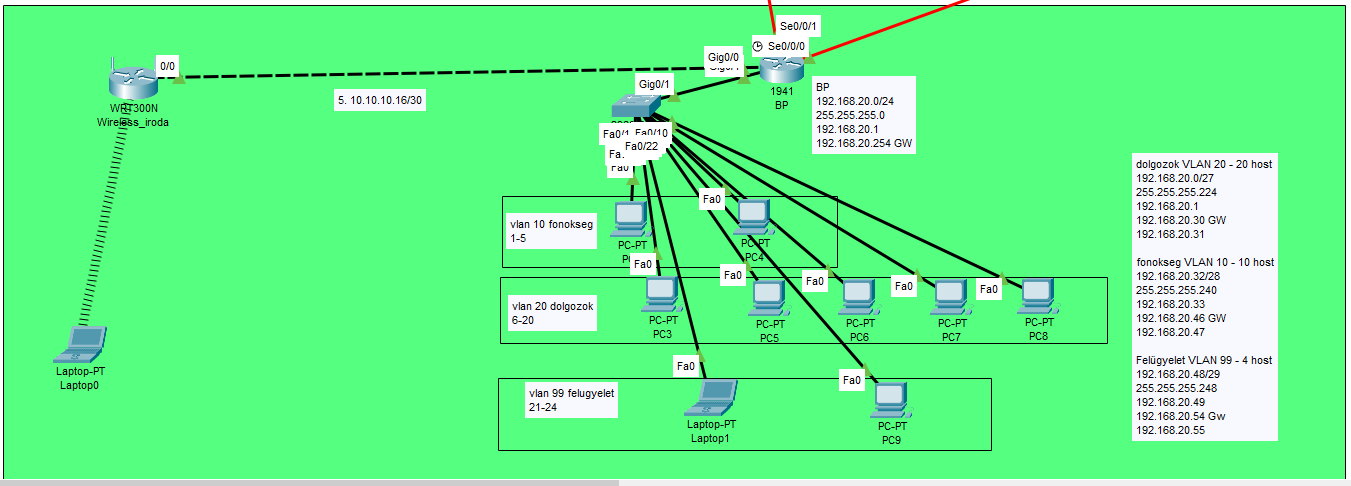 Se0/0/1
Se0/0/0
Gig0/0
0/0
Gig0/1
5. 10.10.10.16/30
1941
BP
BP
192.168.20.0/24
255.255.255.0
192.168.20.1
192.168.20.254 GW
WRT300N
Wireless_iroda
Fa0/1
Fa0/10
Fa0/22
Fa0
dolgozok VLAN 20 - 20 host
192.168.20.0/27
255.255.255.224
192.168.20.1
192.168.20.30 GW
192.168.20.31
fonokseg VLAN 10 - 10 host
192.168.20.32/28
255.255.255.240
192.168.20.33
192.168.20.46 GW
192.168.20.47
Felügyelet VLAN 99 - 4 host
192.168.20.48/29
255.255.255.248
192.168.20.49
192.168.20.54 Gw
192.168.20.55
vlan 10 fonokseg
1-5
Fa0
PC-PT
PC-PT
PC4
Fa0
Fa0
Fa0
Fa0
Fa0
vlan 20 dolgozok
6-20
PC-PT
PC3
PC-PT
PC5
PC-PT
PC6
PC-PT
PC7
PC-PT
PC8
Laptop-PT
Laptop0
Fa0
Fa0
vlan 99 felugyelet
21-24
Laptop-PT
Laptop1
PC-PT
PC9